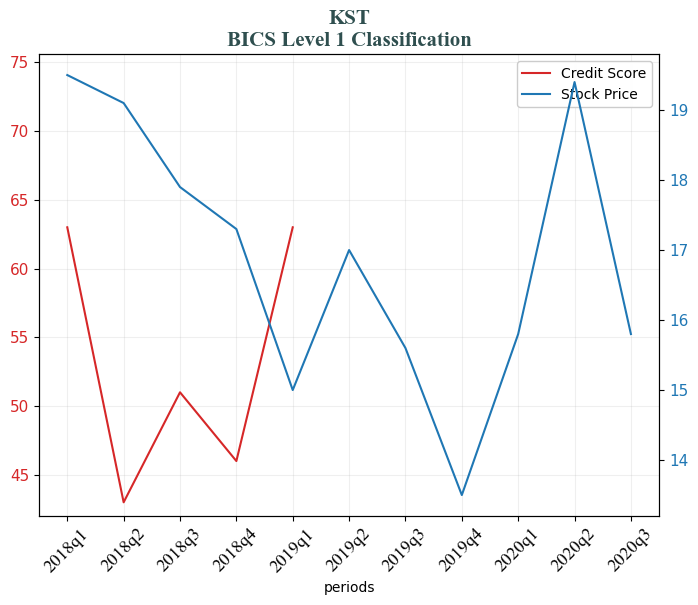 KST
BICS Level 1 Classification
Credit Score
Stock Price
75
70
65
60
55
50
45
19
18
17
16
15
14
2018q1
2018q2
2018q3
2018q4
2019q1
2019q2
2019q3
2019q4
2020q1
2020q2
2020q3
periods